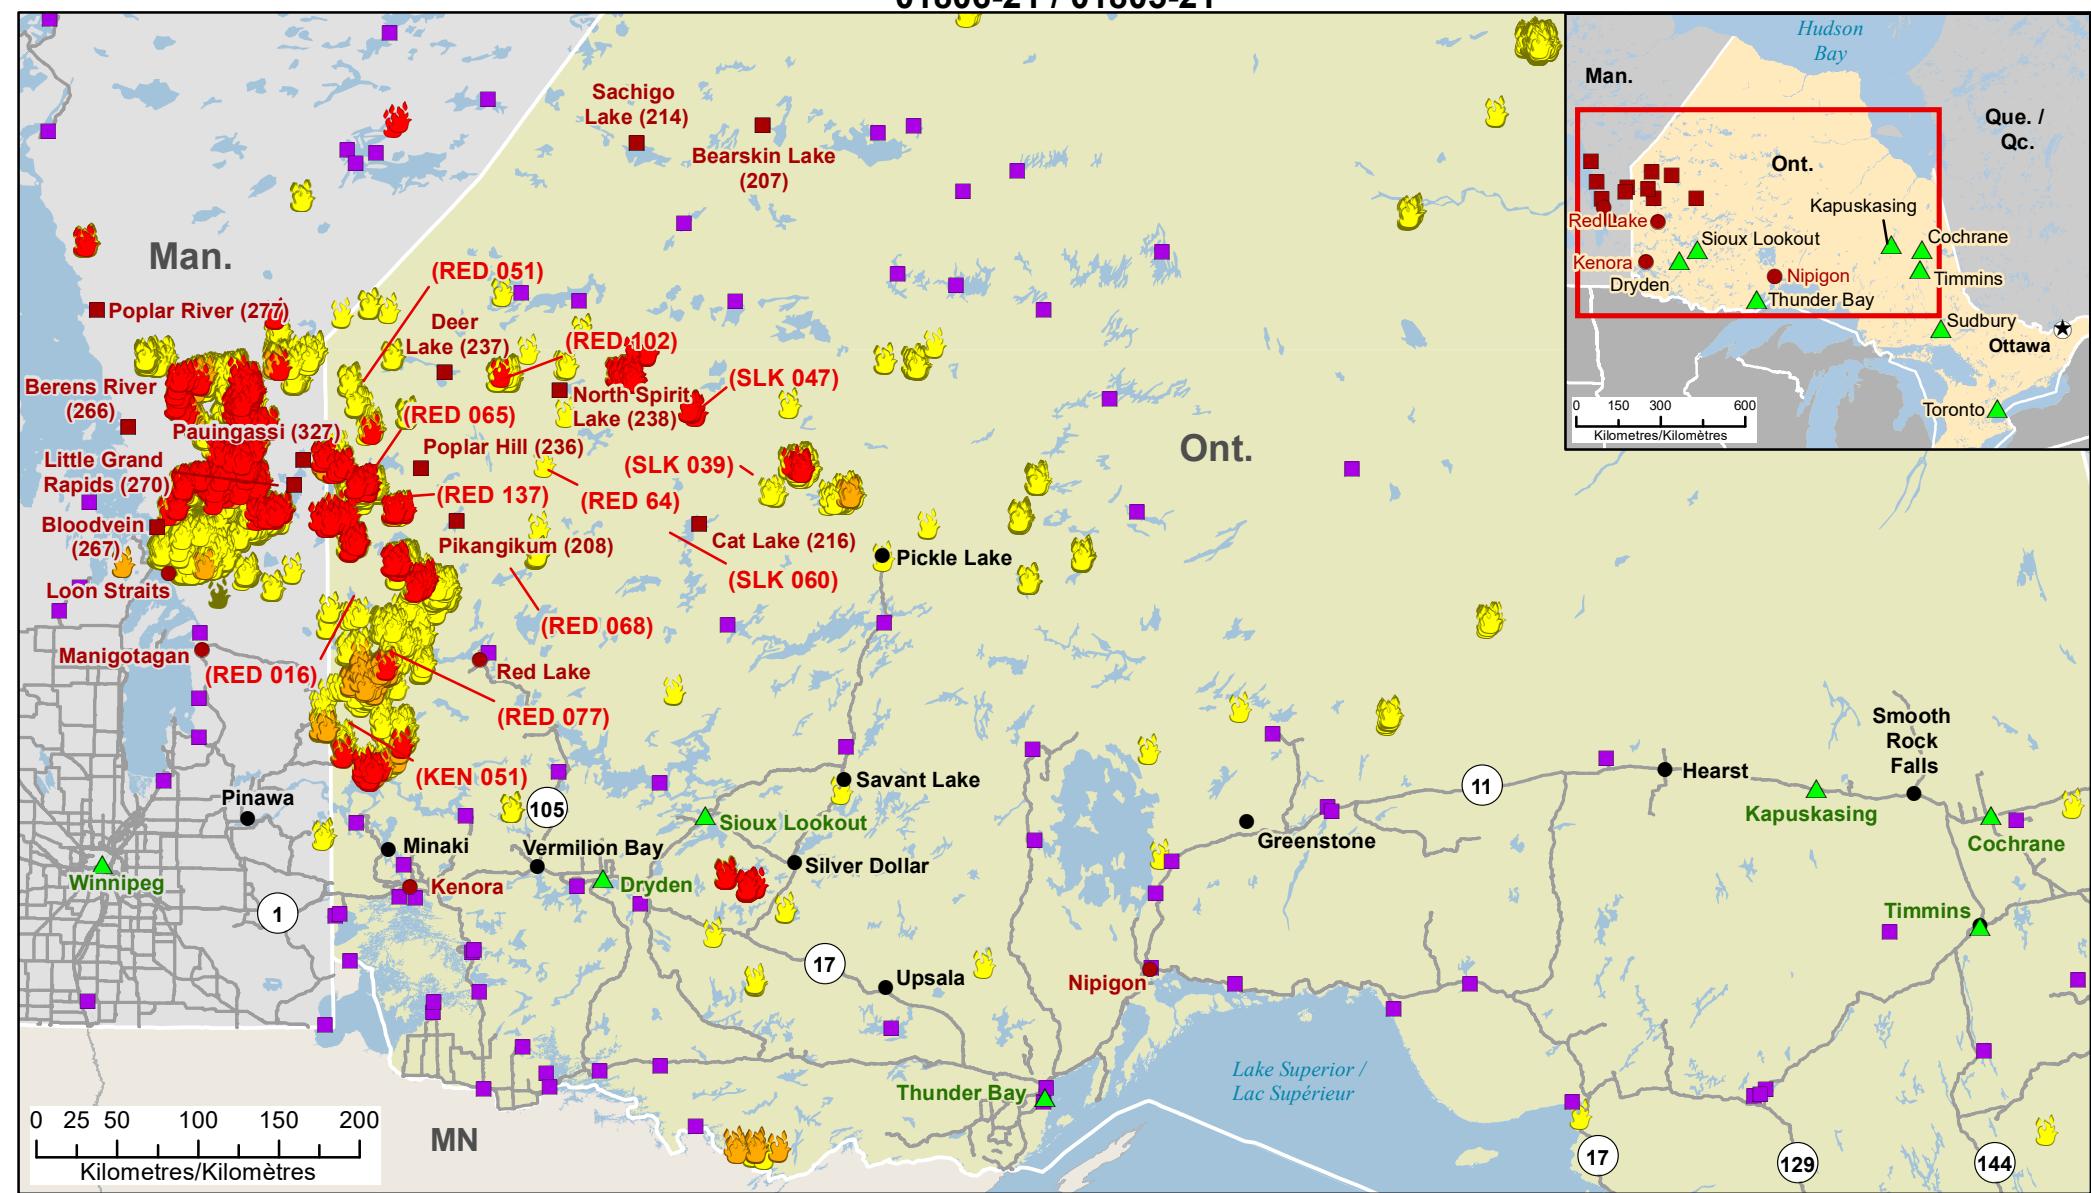 01806-21 / 01805-21
Hudson
Bay
Man.
Que. /
Qc.
Ont.
Kapuskasing
Red Lake
Sioux Lookout
Cochrane
Kenora
Nipigon
Timmins
Dryden
Thunder Bay
Sudbury
Ottawa
Toronto
0 150 300 600
Kilometres/Kilomètres
Sachigo
Lake (214)
Bearskin Lake
(207)
Man.
(RED 051)
Poplar River (277)
Deer
Lake (237)
(RED 102)
Berens River
(266)
North Spirit
Lake (238)
(SLK 047)
(RED 065)
Pauingassi (327)
Poplar Hill (236)
Ont.
Little Grand
Rapids (270)
(SLK 039)
(RED 137)
(RED 64)
Bloodvein
(267)
Pikangikum (208)
Cat Lake (216)
Pickle Lake
Loon Straits
(SLK 060)
(RED 068)
Manigotagan
(RED 016)
Red Lake
(RED 077)
Smooth
Rock
Falls
(KEN 051)
Savant Lake
Hearst
11
Pinawa
105
Kapuskasing
Sioux Lookout
Greenstone
Cochrane
Minaki
Vermilion Bay
Silver Dollar
Winnipeg
Kenora
Dryden
1
Timmins
17
Upsala
Nipigon
Lake Superior /
Lac Supérieur
Thunder Bay
0 25 50 100 150 200
Kilometres/Kilomètres
MN
17
129
144